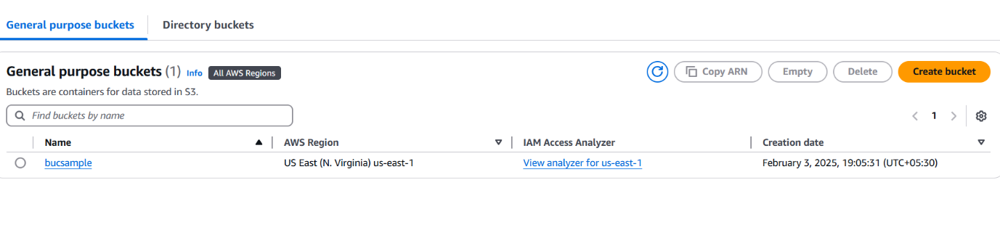 General purpose buckets Directory buckets
General purpose buckets (1) Info All AWS Regions Copy ARN Empty Delete Create bucket
Buckets are containers for data stored in S3.
Find buckets by name 1
Name AWS Region IAM Access Analyzer Creation date
bucsample US East (N. Virginia) us-east-1 View analyzer for us-east-1 February 3, 2025, 19:05:31 (UTC+05:30)